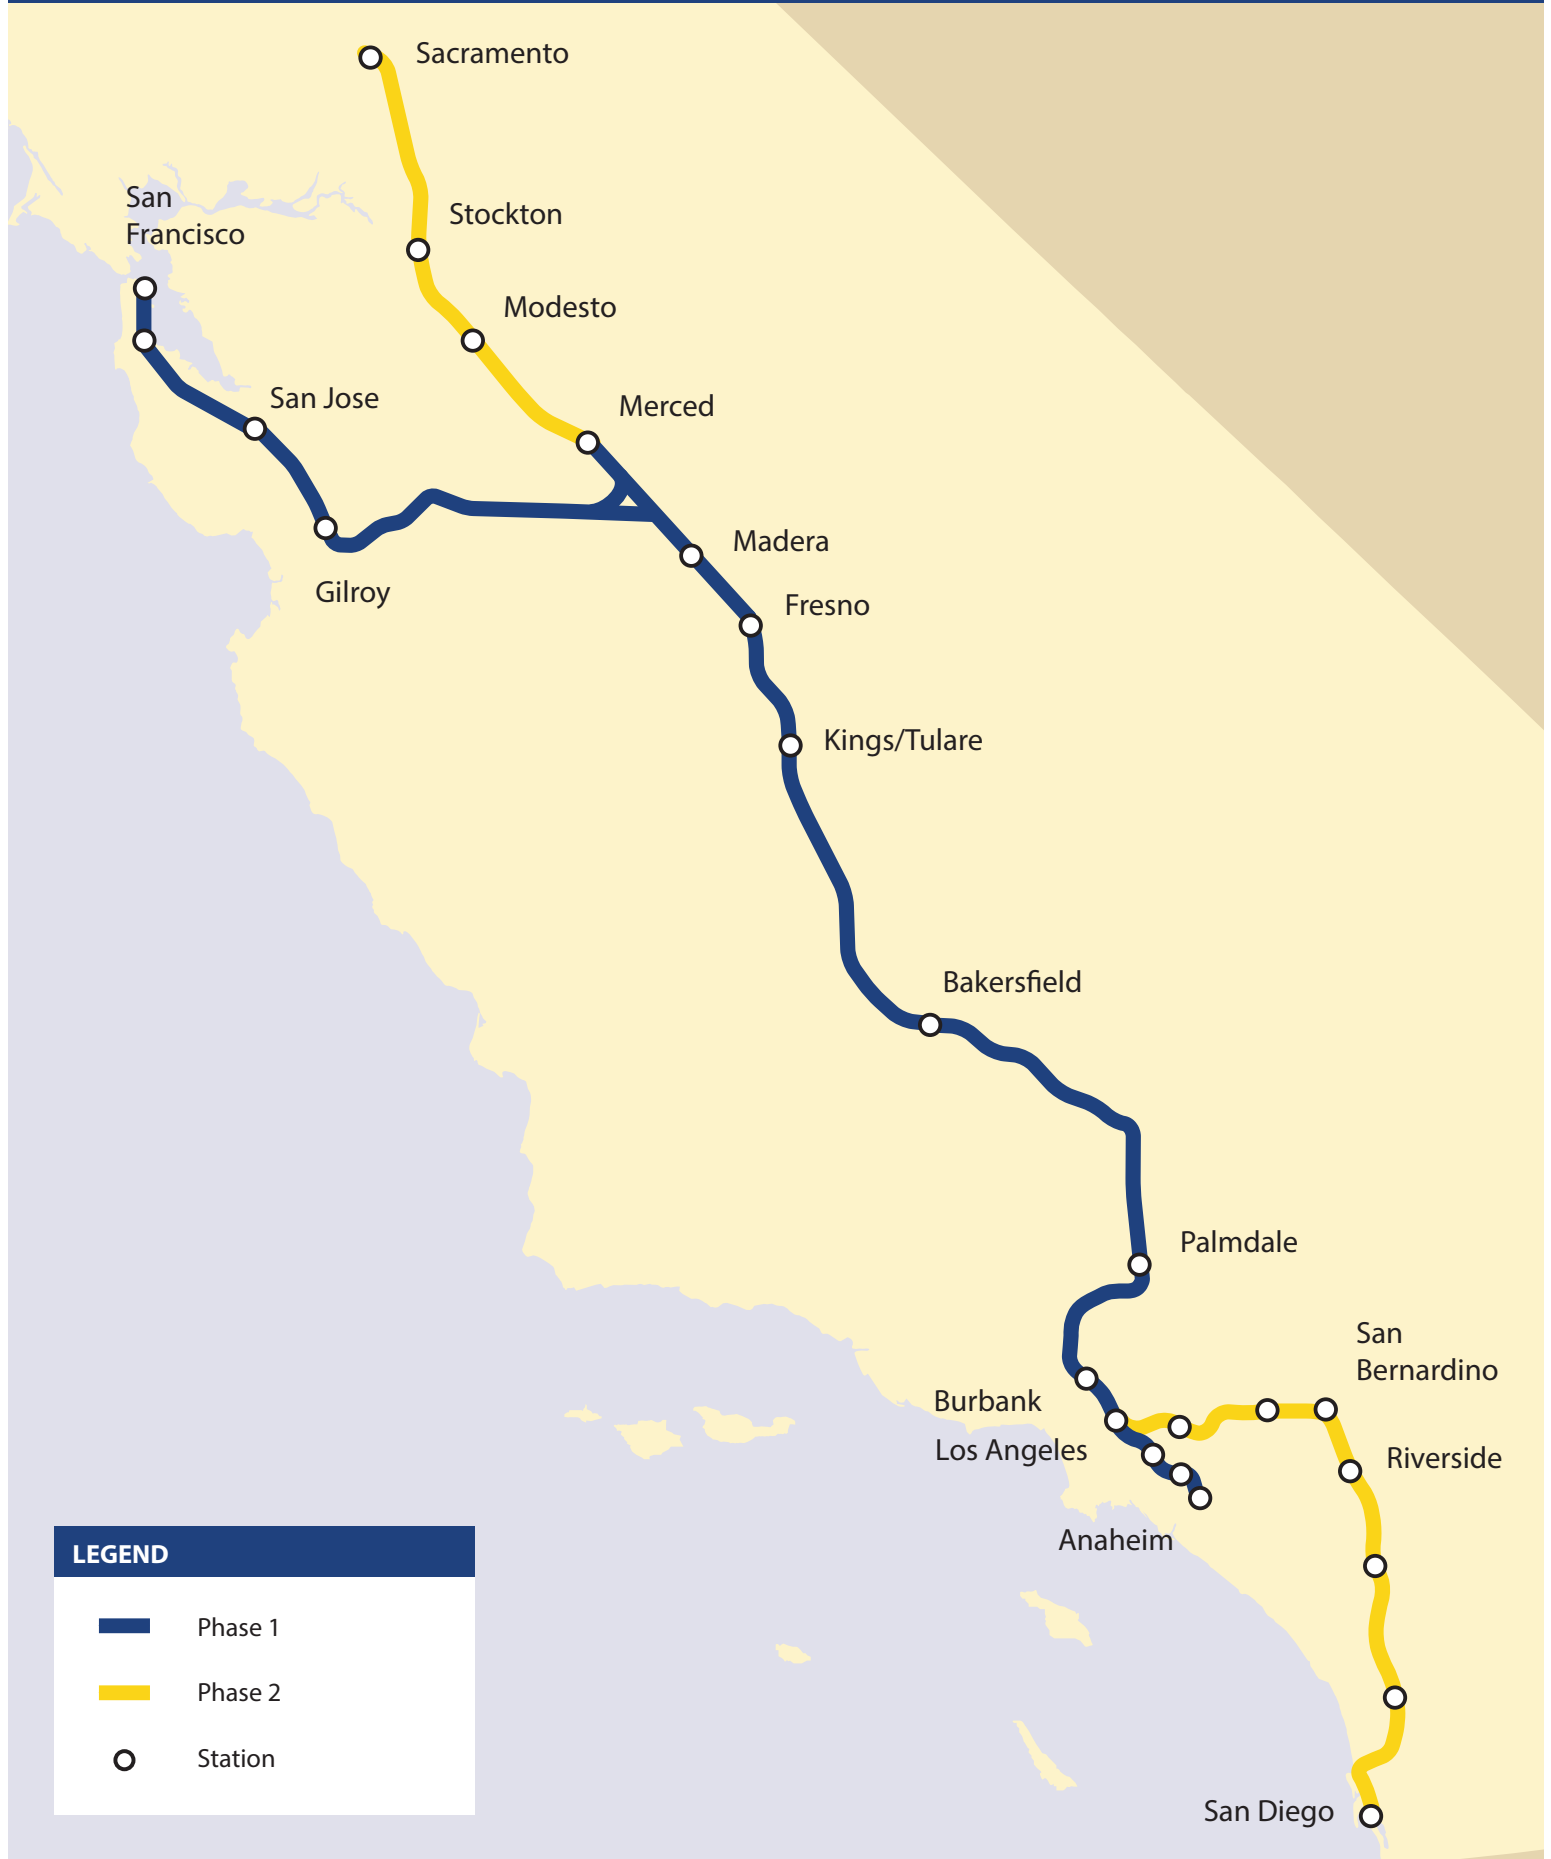 Sacramento
San
Francisco
Stockton
Modesto
San Jose
Merced
Madera
Gilroy
Fresno
Kings/Tulare
Bakersfield
Palmdale
San
Bernardino
Burbank
Los Angeles
Riverside
Anaheim
San Diego
LEGEND
Phase 1
Phase 2
Station